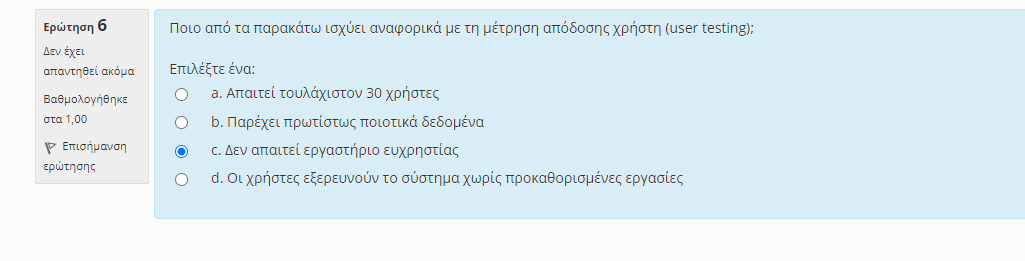 Ερώτηση 6
Δεν έχει
απαντηθεί ακόμα
Βαθμολογήθηκε
στα 1,00
Επισήμανση
ερώτησης
Ποιο από τα παρακάτω ισχύει αναφορικά με τη μέτρηση απόδοσης χρήστη (user testing);
Επιλέξτε ένα:
a. Απαιτεί τουλάχιστον 30 χρήστες
b. Παρέχει πρωτίστως ποιοτικά δεδομένα
c. Δεν απαιτεί εργαστήριο ευχρηστίας
d. Οι χρήστες εξερευνούν το σύστημα χωρίς προκαθορισμένες εργασίες